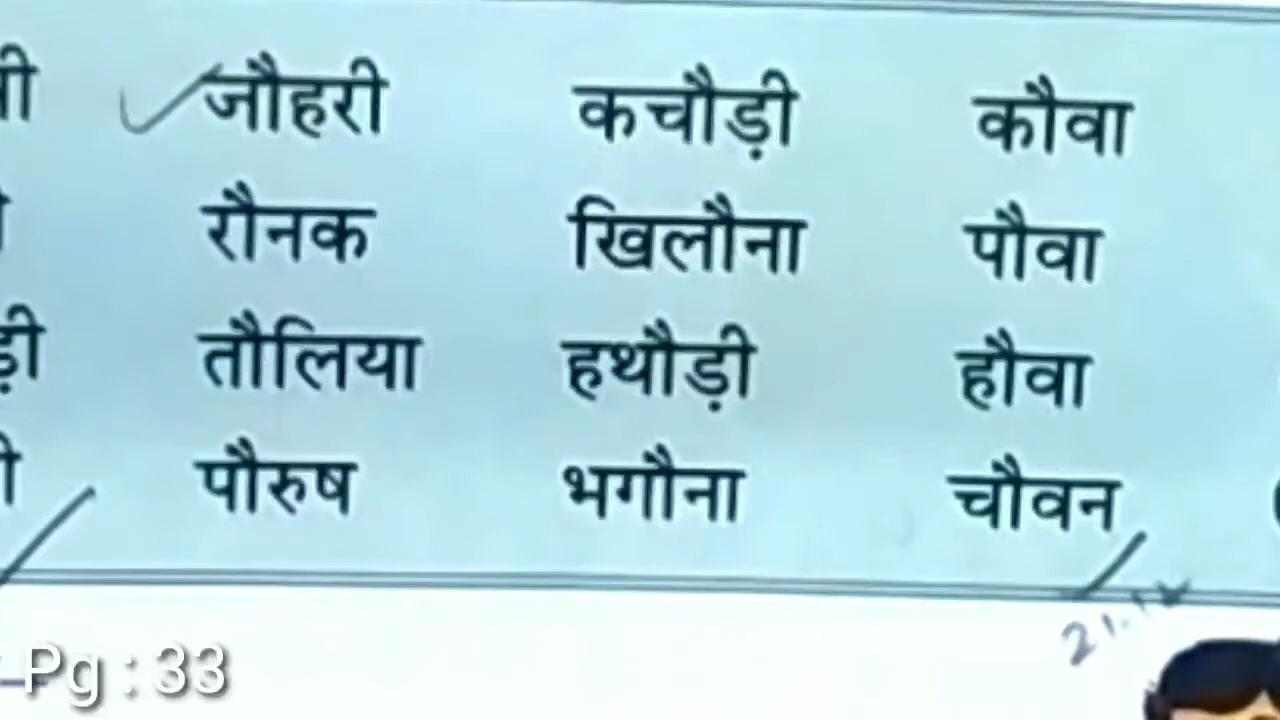 जौहरी कचौड़ी कौवा
रौनक खिलौना पौवा
तौलिया हथौड़ी हौवा
पौरुष भगौना चौवन
Pg : 33